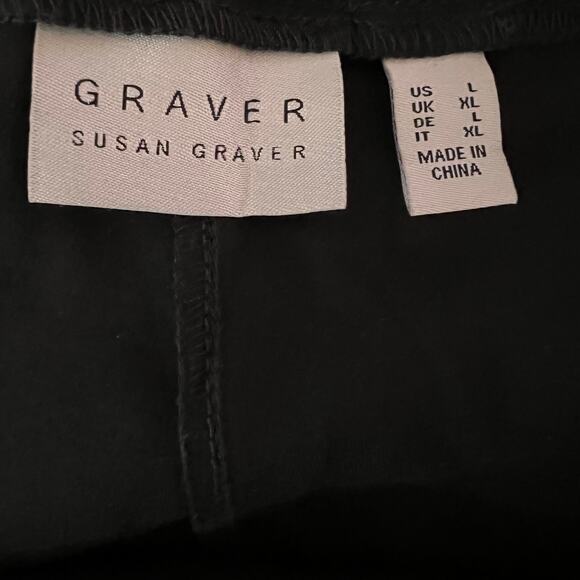 GRAVER
SUSAN GRAVER
US L
UK XL
DE L
IT XL
MADE IN
CHINA